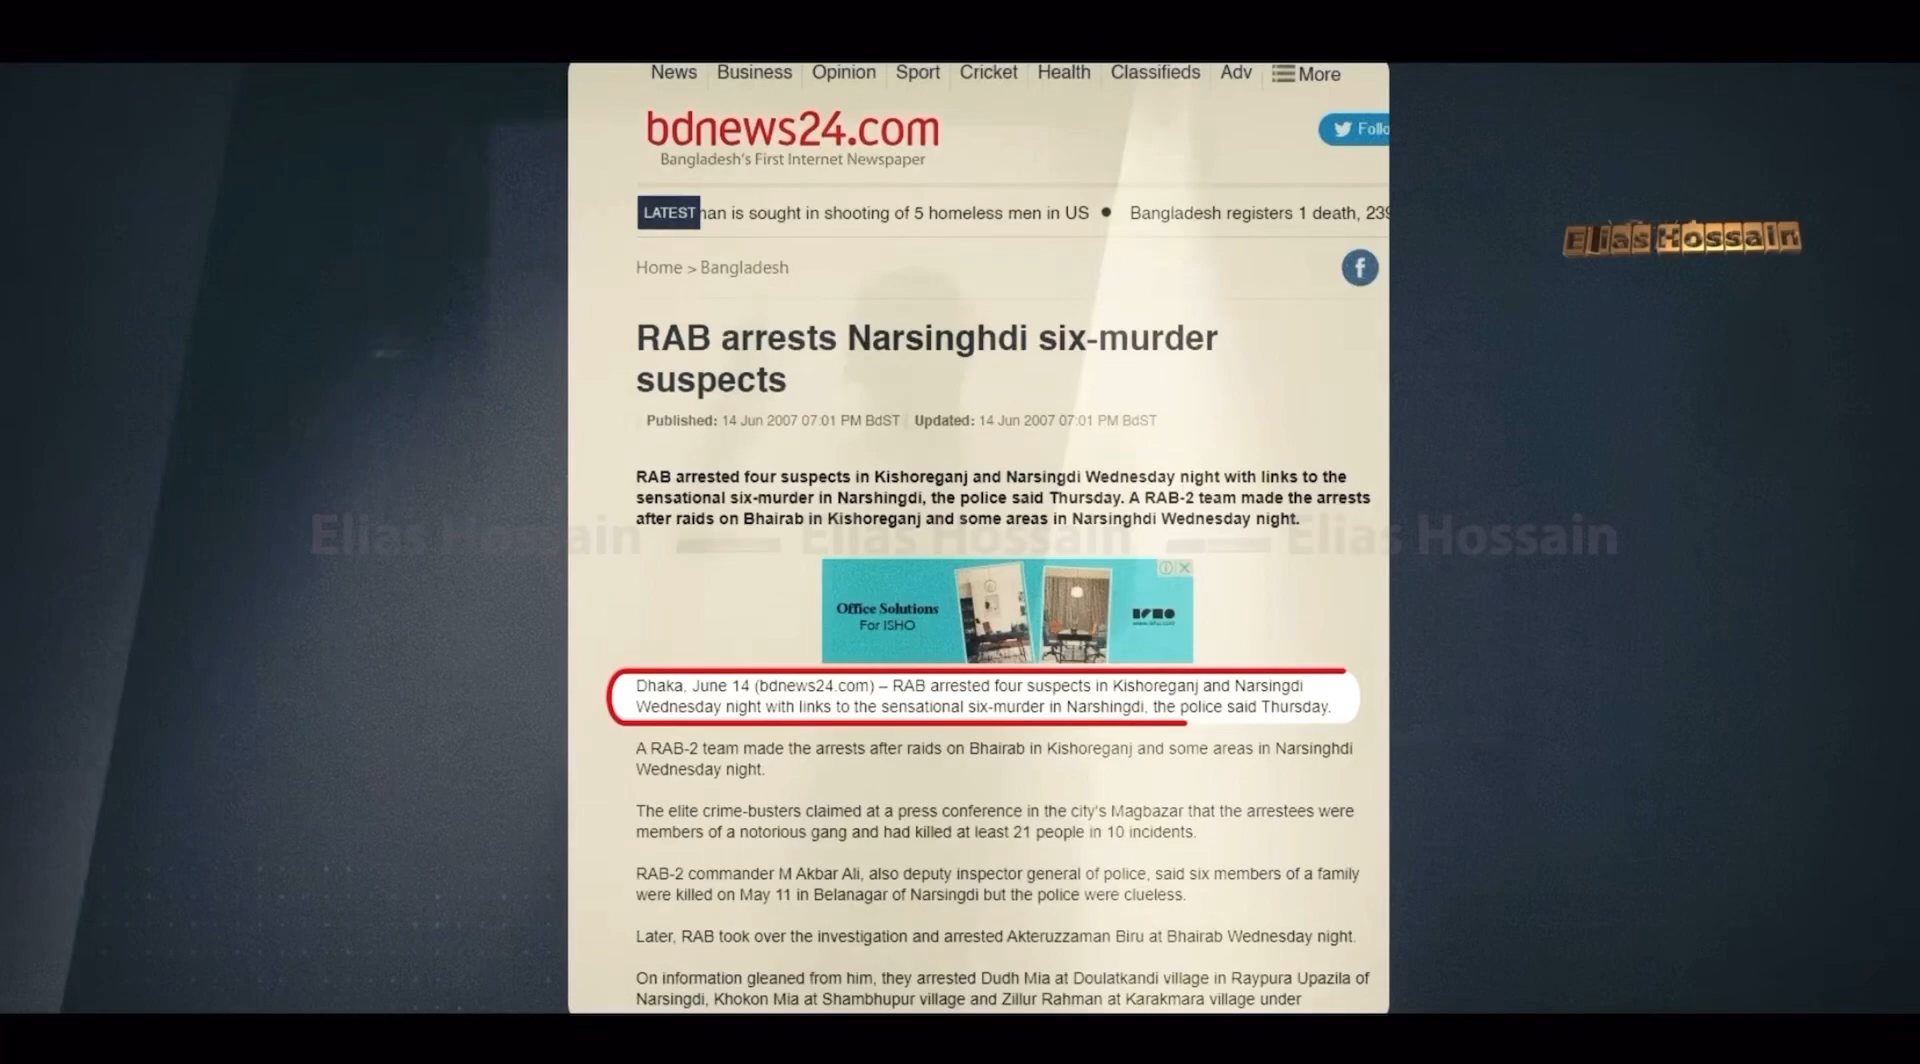 News Business Opinion Sport Cricket Health Classifieds Adv More
bdnews24.com
Bangladesh's First Internet Newspaper
Follo
LATEST nan is sought in shooting of 5 homeless men in US ● Bangladesh registers 1 death, 239
Elias Hossain
Home > Bangladesh
RAB arrests Narsinghdi six-murder
suspects
Published: 14 Jun 2007 07:01 PM BdST Updated: 14 Jun 2007 07:01 PM BdST
RAB arrested four suspects in Kishoreganj and Narsingdi Wednesday night with links to the
sensational six-murder in Narshingdi, the police said Thursday. A RAB-2 team made the arrests
after raids on Bhairab in Kishoreganj and some areas in Narsinghdi Wednesday night.
Elias Hossain Elias Hossain Elias Hossain
Office Solutions
For ISHO
ISHO
Dhaka, June 14 (bdnews24.com) – RAB arrested four suspects in Kishoreganj and Narsingdi
Wednesday night with links to the sensational six-murder in Narshingdi, the police said Thursday.
A RAB-2 team made the arrests after raids on Bhairab in Kishoreganj and some areas in Narsinghdi
Wednesday night.
The elite crime-busters claimed at a press conference in the city's Magbazar that the arrestees were
members of a notorious gang and had killed at least 21 people in 10 incidents.
RAB-2 commander M Akbar Ali, also deputy inspector general of police, said six members of a family
were killed on May 11 in Belanagar of Narsingdi but the police were clueless.
Later, RAB took over the investigation and arrested Akteruzzaman Biru at Bhairab Wednesday night.
On information gleaned from him, they arrested Dudh Mia at Doulatkandi village in Raypura Upazila of
Narsingdi, Khokon Mia at Shambhupur village and Zillur Rahman at Karakmara village under